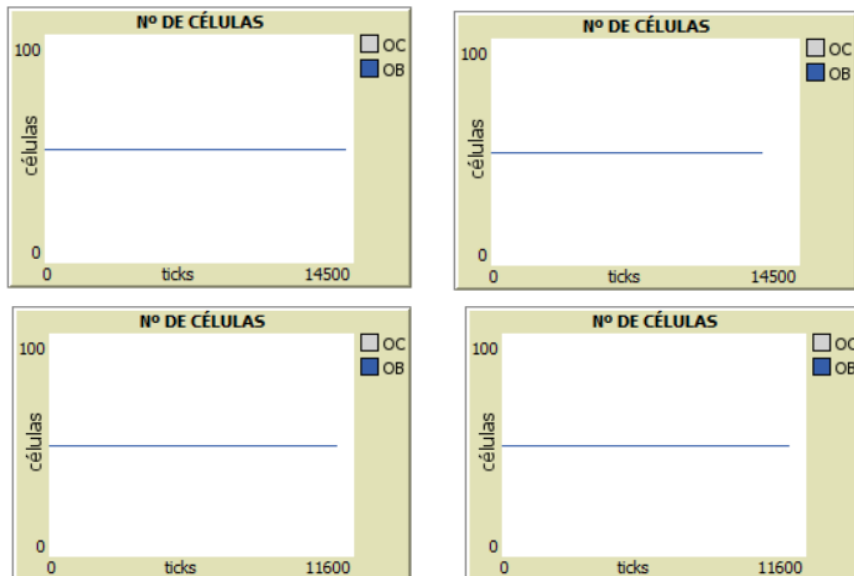 Nº DE CÉLULAS
100
OC
OB
células
0
0
ticks
14500
Nº DE CÉLULAS
100
OC
OB
células
0
0
ticks
14500
Nº DE CÉLULAS
100
OC
OB
células
0
0
ticks
11600
Nº DE CÉLULAS
100
OC
OB
células
0
0
ticks
11600